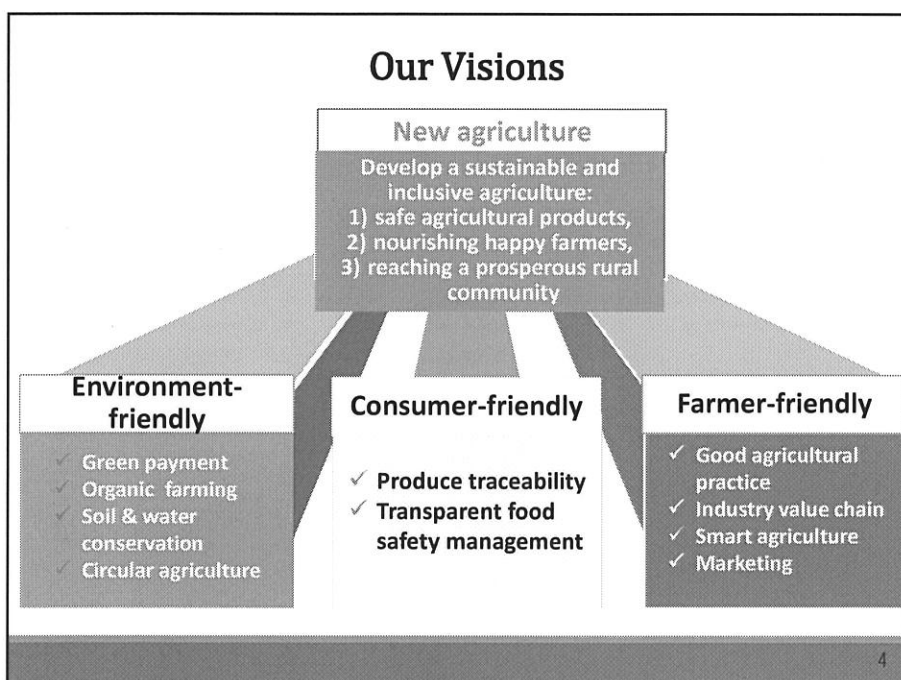 Our Visions
New agriculture
Develop a sustainable and
inclusive agriculture:
1) safe agricultural products,
2) nourishing happy farmers,
3) reaching a prosperous rural
community
Environment-
friendly
✓ Green payment
✓ Organic farming
✓ Soil & water
conservation
✓ Circular agriculture
Consumer-friendly
✓ Produce traceability
✓ Transparent food
safety management
Farmer-friendly
✓ Good agricultural
practice
✓ Industry value chain
✓ Smart agriculture
✓ Marketing
4